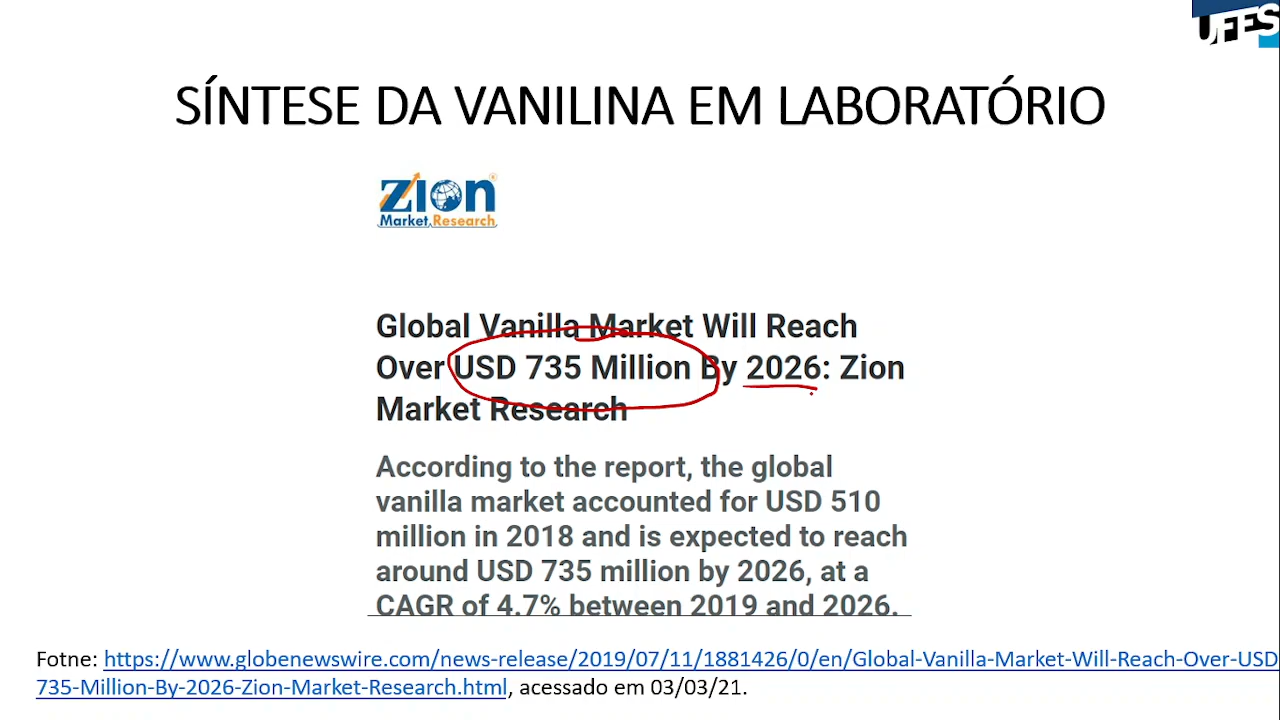 UFES
SÍNTESE DA VANILINA EM LABORATÓRIO
Zion
Market.Research
Global Vanilla Market Will Reach
Over USD 735 Million By 2026: Zion
Market Research
According to the report, the global
vanilla market accounted for USD 510
million in 2018 and is expected to reach
around USD 735 million by 2026, at a
CAGR of 4.7% between 2019 and 2026.
Fotne: https://www.globenewswire.com/news-release/2019/07/11/1881426/0/en/Global-Vanilla-Market-Will-Reach-Over-USD
735-Million-By-2026-Zion-Market-Research.html, acessado em 03/03/21.